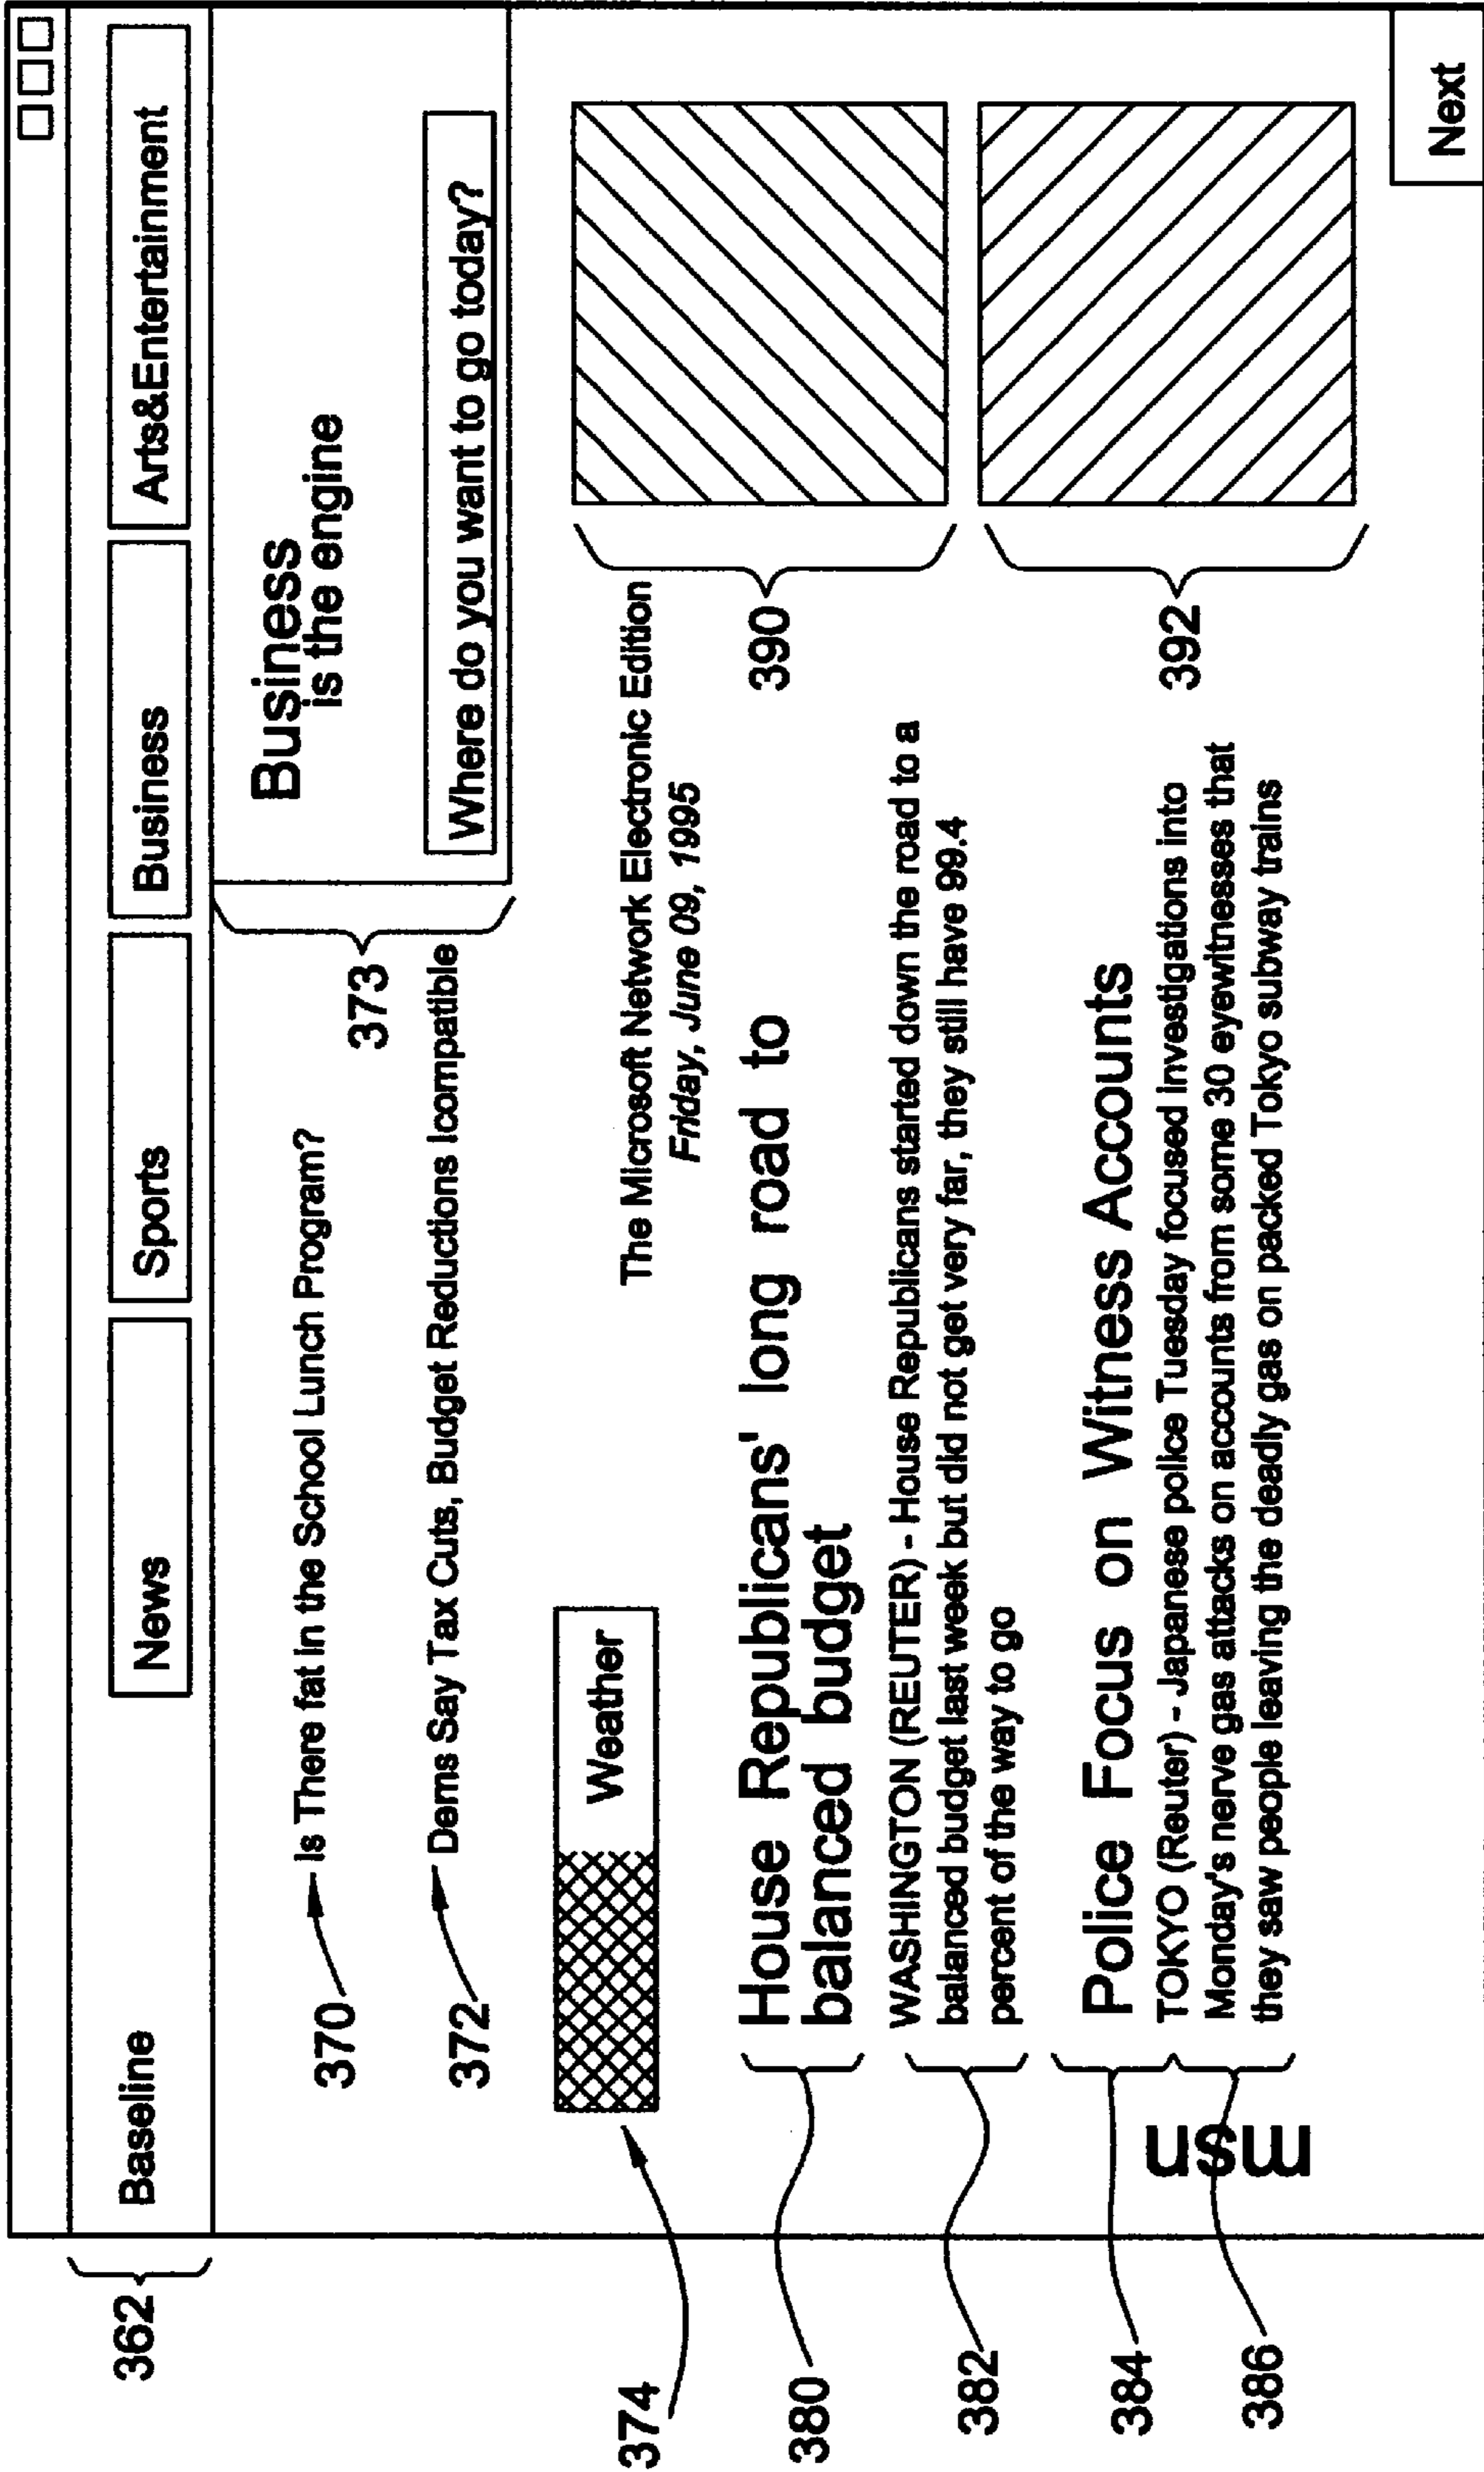 362
Baseline
News
Sports
Business
Arts&Entertainment
370
Is There fat in the School Lunch Program?
372
Dems Say Tax Cuts, Budget Reductions Icompatible
373
Business
is the engine
Where do you want to go today?
374
Weather
The Microsoft Network Electronic Edition
Friday, June 09, 1995
380
House Republicans' long road to
balanced budget
382
WASHINGTON (REUTER) - House Republicans started down the road to a
balanced budget last week but did not get very far, they still have 99.4
percent of the way to go
390
384
Police Focus on Witness Accounts
386
TOKYO (Reuter) - Japanese police Tuesday focused investigations into
Monday's nerve gas attacks on accounts from some 30 eyewitnesses that
they saw people leaving the deadly gas on packed Tokyo subway trains
392
msn
Next